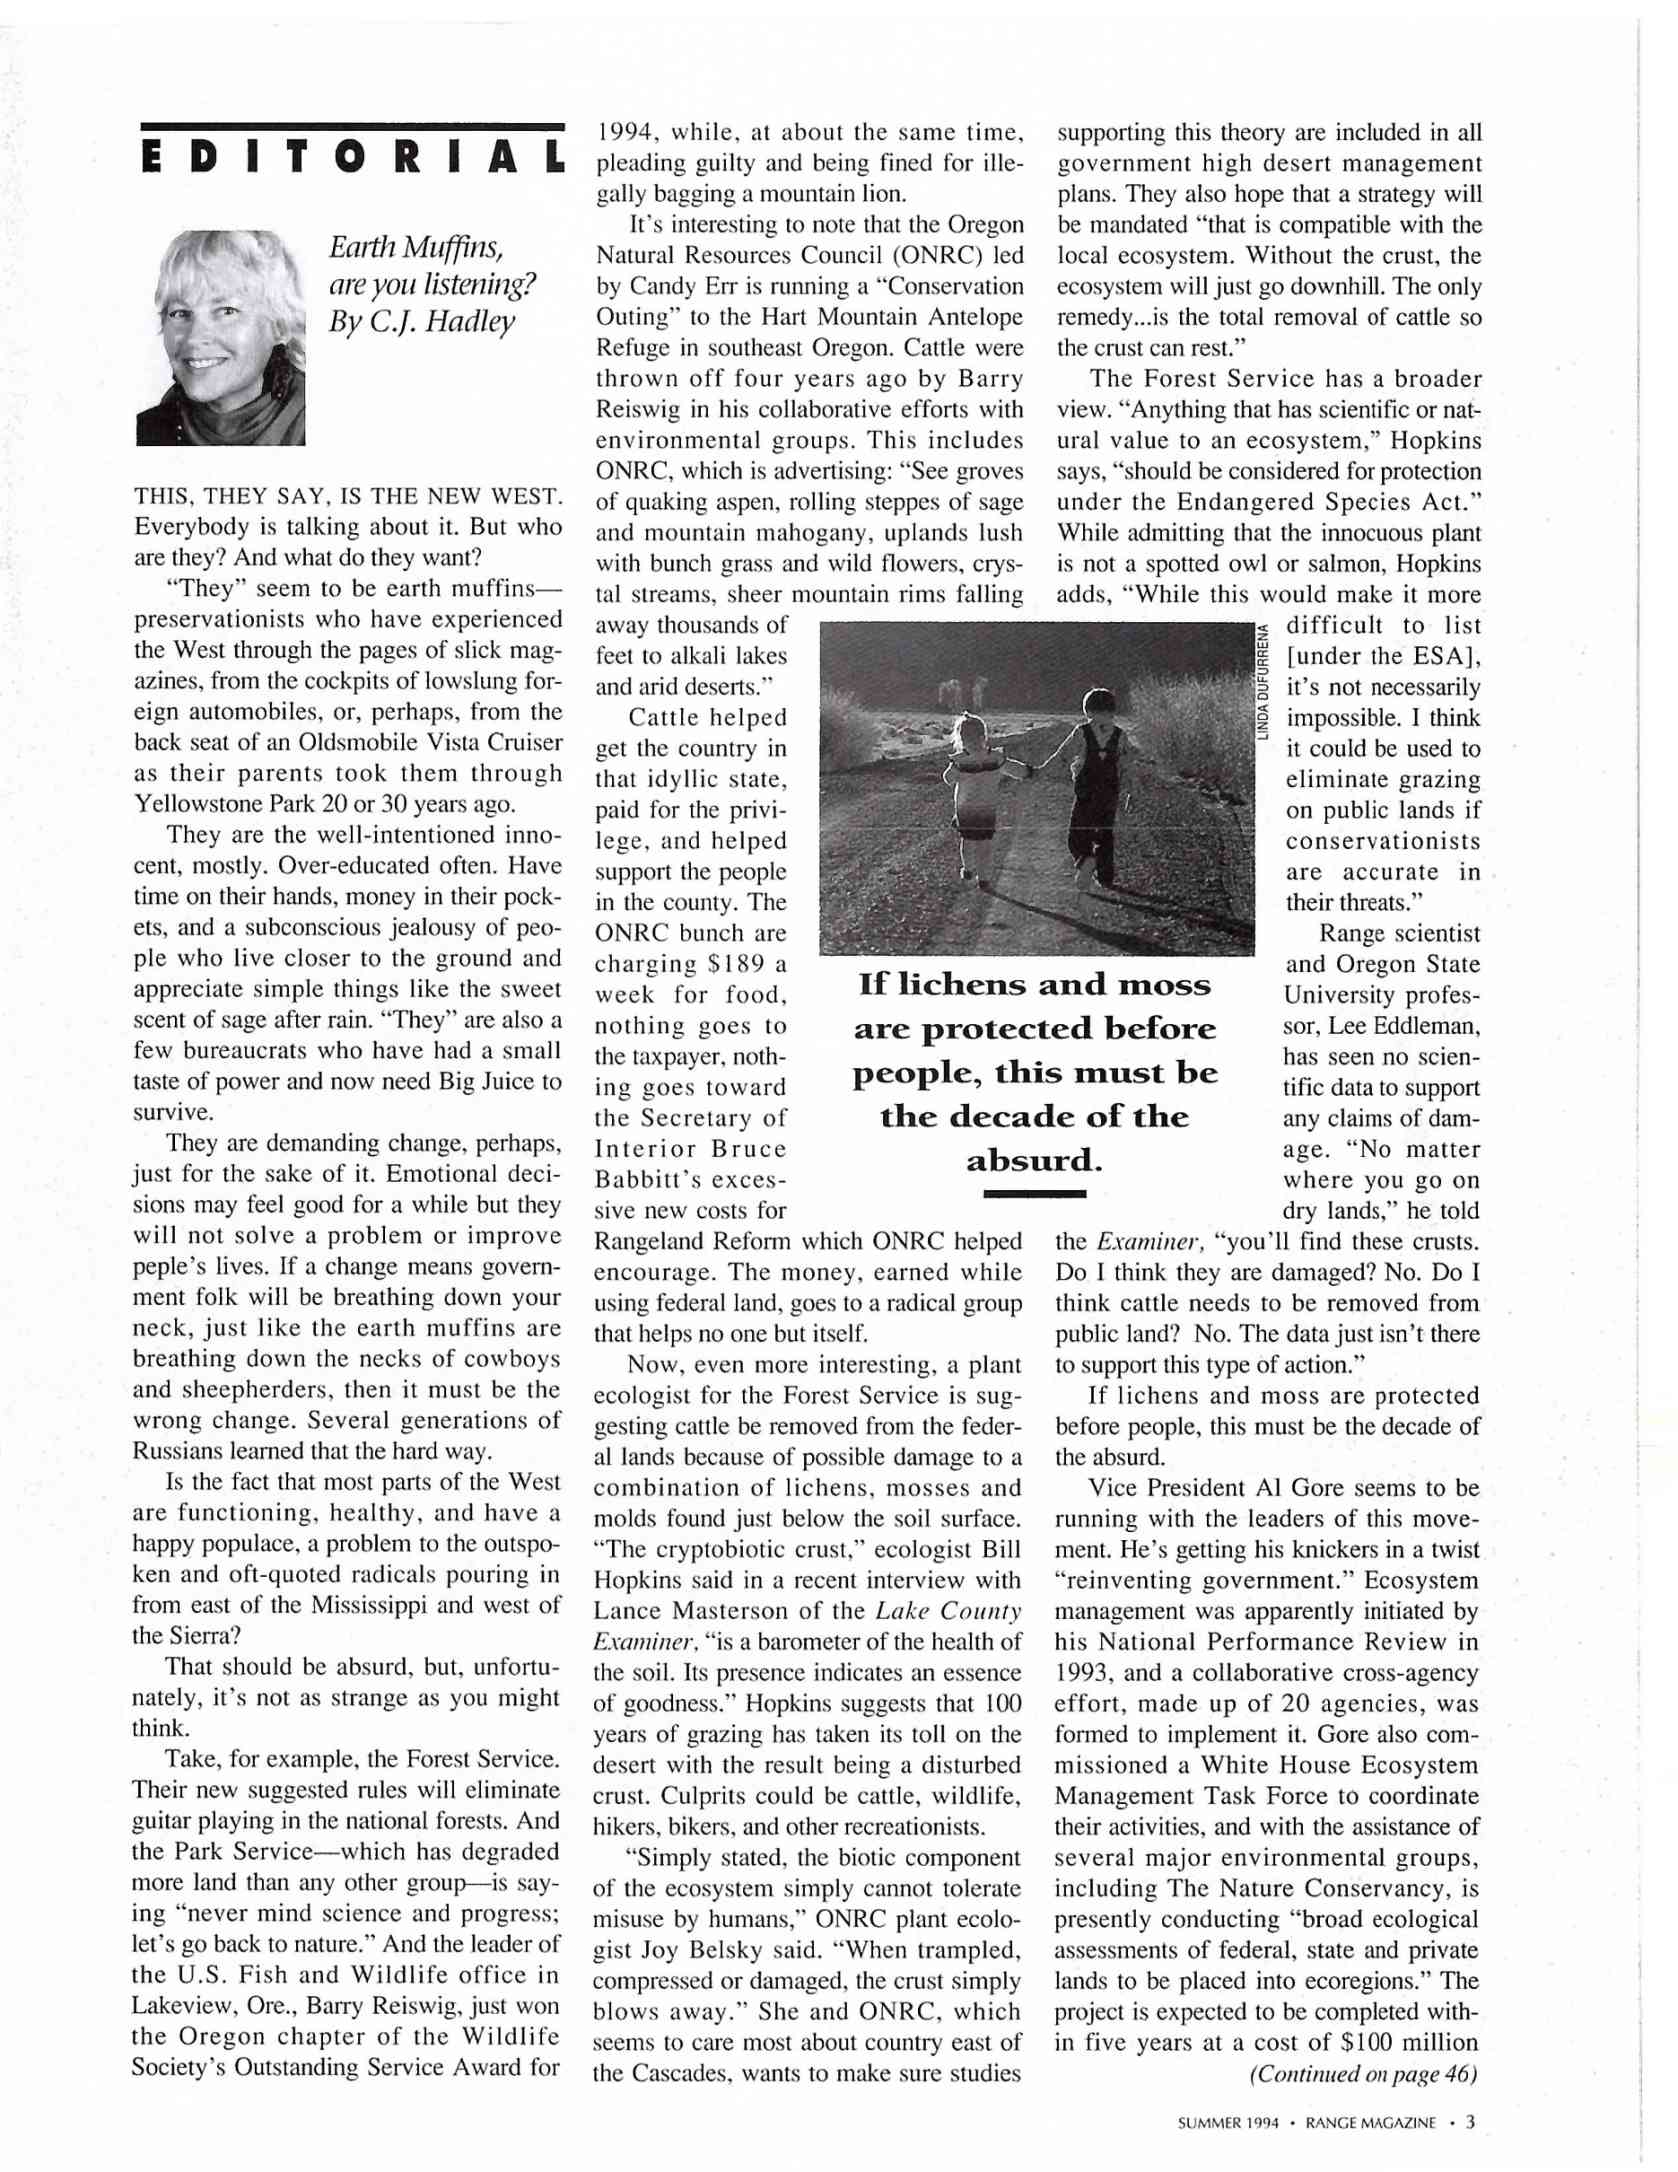 EDITORIAL
Earth Muffins,
are you listening?
By C.J. Hadley
THIS, THEY SAY, IS THE NEW WEST.
Everybody is talking about it. But who
are they? And what do they want?
"They" seem to be earth muffins—
preservationists who have experienced
the West through the pages of slick mag-
azines, from the cockpits of lowslung for-
eign automobiles, or, perhaps, from the
back seat of an Oldsmobile Vista Cruiser
as their parents took them through
Yellowstone Park 20 or 30 years ago.
They are the well-intentioned inno-
cent, mostly. Over-educated often. Have
time on their hands, money in their pock-
ets, and a subconscious jealousy of peo-
ple who live closer to the ground and
appreciate simple things like the sweet
scent of sage after rain. "They" are also a
few bureaucrats who have had a small
taste of power and now need Big Juice to
survive.
They are demanding change, perhaps,
just for the sake of it. Emotional deci-
sions may feel good for a while but they
will not solve a problem or improve
peple's lives. If a change means govern-
ment folk will be breathing down your
neck, just like the earth muffins are
breathing down the necks of cowboys
and sheepherders, then it must be the
wrong change. Several generations of
Russians learned that the hard way.
Is the fact that most parts of the West
are functioning, healthy, and have a
happy populace, a problem to the outspo-
ken and oft-quoted radicals pouring in
from east of the Mississippi and west of
the Sierra?
That should be absurd, but, unfortu-
nately, it's not as strange as you might
think.
Take, for example, the Forest Service.
Their new suggested rules will eliminate
guitar playing in the national forests. And
the Park Service—which has degraded
more land than any other group—is say-
ing "never mind science and progress;
let's go back to nature." And the leader of
the U.S. Fish and Wildlife office in
Lakeview, Ore., Barry Reiswig, just won
the Oregon chapter of the Wildlife
Society's Outstanding Service Award for
1994, while, at about the same time,
pleading guilty and being fined for ille-
gally bagging a mountain lion.
It's interesting to note that the Oregon
Natural Resources Council (ONRC) led
by Candy Err is running a "Conservation
Outing" to the Hart Mountain Antelope
Refuge in southeast Oregon. Cattle were
thrown off four years ago by Barry
Reiswig in his collaborative efforts with
environmental groups. This includes
ONRC, which is advertising: "See groves
of quaking aspen, rolling steppes of sage
and mountain mahogany, uplands lush
with bunch grass and wild flowers, crys-
tal streams, sheer mountain rims falling
away thousands of
feet to alkali lakes
and arid deserts."
Cattle helped
get the country in
that idyllic state,
paid for the privi-
lege, and helped
support the people
in the county. The
ONRC bunch are
charging $189 a
week for food,
nothing goes to
the taxpayer, noth-
ing goes toward
the Secretary of
Interior Bruce
Babbitt's exces-
sive new costs for
Rangeland Reform which ONRC helped
encourage. The money, earned while
using federal land, goes to a radical group
that helps no one but itself.
Now, even more interesting, a plant
ecologist for the Forest Service is sug-
gesting cattle be removed from the feder-
al lands because of possible damage to a
combination of lichens, mosses and
molds found just below the soil surface.
"The cryptobiotic crust," ecologist Bill
Hopkins said in a recent interview with
Lance Masterson of the Lake County
Examiner, "is a barometer of the health of
the soil. Its presence indicates an essence
of goodness." Hopkins suggests that 100
years of grazing has taken its toll on the
desert with the result being a disturbed
crust. Culprits could be cattle, wildlife,
hikers, bikers, and other recreationists.
"Simply stated, the biotic component
of the ecosystem simply cannot tolerate
misuse by humans," ONRC plant ecolo-
gist Joy Belsky said. "When trampled,
compressed or damaged, the crust simply
blows away." She and ONRC, which
seems to care most about country east of
the Cascades, wants to make sure studies
LINDA DUFURRENA
If lichens and moss
are protected before
people, this must be
the decade of the
absurd.
supporting this theory are included in all
government high desert management
plans. They also hope that a strategy will
be mandated "that is compatible with the
local ecosystem. Without the crust, the
ecosystem will just go downhill. The only
remedy...is the total removal of cattle so
the crust can rest."
The Forest Service has a broader
view. "Anything that has scientific or nat-
ural value to an ecosystem," Hopkins
says, "should be considered for protection
under the Endangered Species Act."
While admitting that the innocuous plant
is not a spotted owl or salmon, Hopkins
adds, "While this would make it more
difficult to list
[under the ESA],
it's not necessarily
impossible. I think
it could be used to
eliminate grazing
on public lands if
conservationists
are accurate in
their threats."
Range scientist
and Oregon State
University profes-
sor, Lee Eddleman,
has seen no scien-
tific data to support
any claims of dam-
age. "No matter
where you go on
dry lands," he told
the Examiner, "you'll find these crusts.
Do I think they are damaged? No. Do I
think cattle needs to be removed from
public land? No. The data just isn't there
to support this type of action."
If lichens and moss are protected
before people, this must be the decade of
the absurd.
Vice President Al Gore seems to be
running with the leaders of this move-
ment. He's getting his knickers in a twist
"reinventing government." Ecosystem
management was apparently initiated by
his National Performance Review in
1993, and a collaborative cross-agency
effort, made up of 20 agencies, was
formed to implement it. Gore also com-
missioned a White House Ecosystem
Management Task Force to coordinate
their activities, and with the assistance of
several major environmental groups,
including The Nature Conservancy, is
presently conducting "broad ecological
assessments of federal, state and private
lands to be placed into ecoregions." The
project is expected to be completed with-
in five years at a cost of $100 million
(Continued on page 46)
SUMMER 1994 • RANGE MAGAZINE • 3